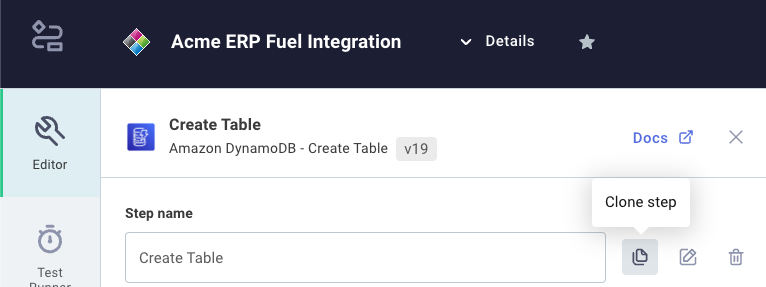 Acme ERP Fuel Integration
Details
Editor
Create Table
Amazon DynamoDB - Create Table v19
Docs
Clone step
Step name
Create Table
Test
Runner